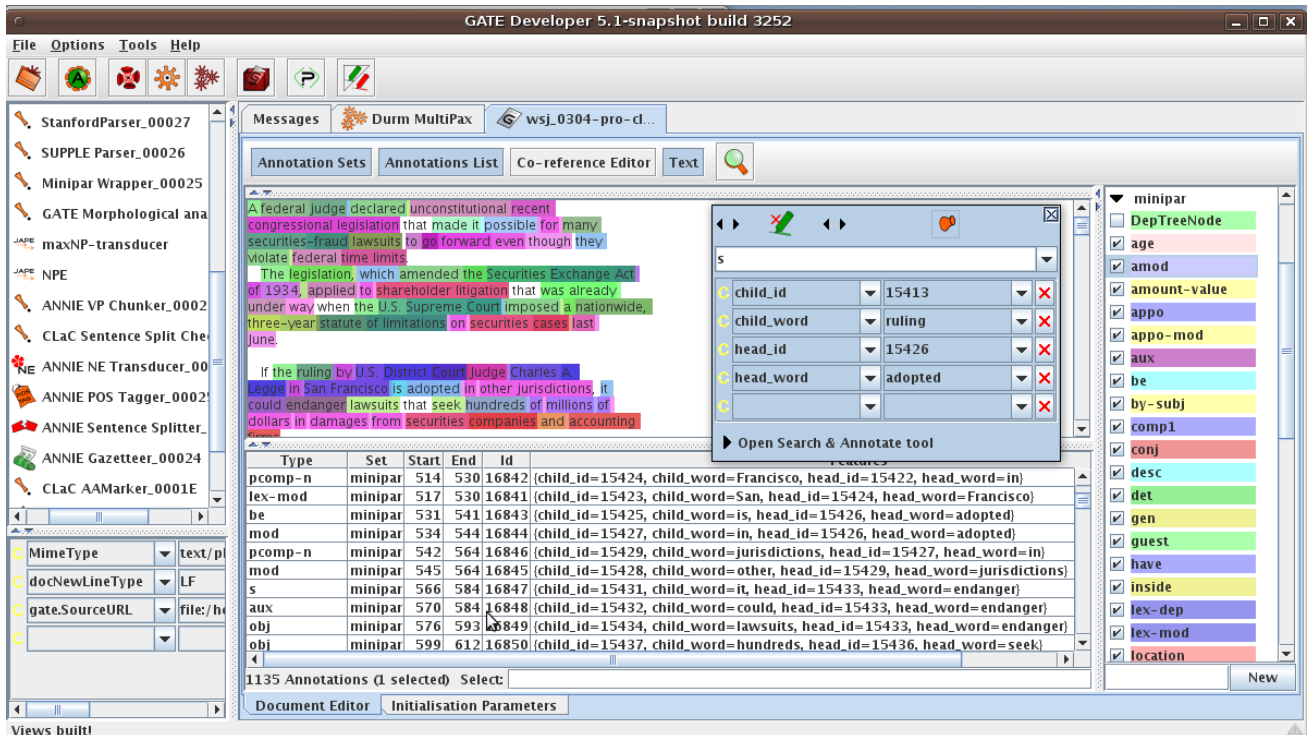 GATE Developer 5.1-snapshot build 3252
File Options Tools Help
StanfordParser_00027
SUPPLE Parser_00026
Minipar Wrapper_00025
GATE Morphological ana
JAPE maxNP-transducer
JAPE NPE
ANNIE VP Chunker_0002
CLaC Sentence Split Che
NE ANNIE NE Transducer_00
ANNIE POS Tagger_0002
ANNIE Sentence Splitter_
ANNIE Gazetteer_00024
CLaC AAMarker_0001E
C MimeType text/pl
C docNewLineType LF
C gate.SourceURL file:/ho
C
Messages Durm MultiPax wsj_0304-pro-cl...
Annotation Sets Annotations List Co-reference Editor Text
A federal judge declared unconstitutional recent
congressional legislation that made it possible for many
securities-fraud lawsuits to go forward even though they
violate federal time limits.
The legislation, which amended the Securities Exchange Act
of 1934, applied to shareholder litigation that was already
under way when the U.S. Supreme Court imposed a nationwide,
three-year statute of limitations on securities cases last
June.
If the ruling by U.S. District Court Judge Charles A.
Legge in San Francisco is adopted in other jurisdictions, it
could endanger lawsuits that seek hundreds of millions of
dollars in damages from securities companies and accounting
firms.
s
C child_id 15413
C child_word ruling
C head_id 15426
C head_word adopted
C
Open Search & Annotate tool
Type Set Start End Id Features
pcomp-n minipar 514 530 16842 {child_id=15424, child_word=Francisco, head_id=15422, head_word=in}
lex-mod minipar 517 530 16841 {child_id=15423, child_word=San, head_id=15424, head_word=Francisco}
be minipar 531 541 16843 {child_id=15425, child_word=is, head_id=15426, head_word=adopted}
mod minipar 534 544 16844 {child_id=15427, child_word=in, head_id=15426, head_word=adopted}
pcomp-n minipar 542 564 16846 {child_id=15429, child_word=jurisdictions, head_id=15427, head_word=in}
mod minipar 545 564 16845 {child_id=15428, child_word=other, head_id=15429, head_word=jurisdictions}
s minipar 566 584 16847 {child_id=15431, child_word=it, head_id=15433, head_word=endanger}
aux minipar 570 584 16848 {child_id=15432, child_word=could, head_id=15433, head_word=endanger}
obj minipar 576 593 16849 {child_id=15434, child_word=lawsuits, head_id=15433, head_word=endanger}
obj minipar 599 612 16850 {child_id=15437, child_word=hundreds, head_id=15436, head_word=seek}
1135 Annotations (1 selected) Select:
Document Editor Initialisation Parameters
minipar
DepTreeNode
age
amod
amount-value
appo
appo-mod
aux
be
by-subj
comp1
conj
desc
det
gen
guest
have
inside
lex-dep
lex-mod
location
New
Views built!